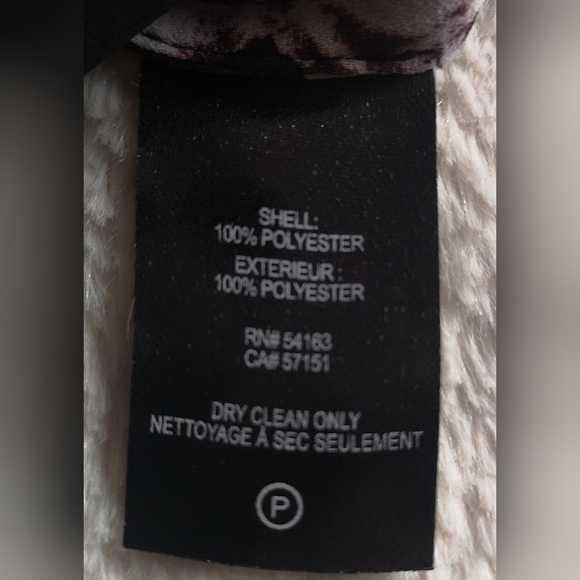 SHELL:
100% POLYESTER
EXTERIEUR :
100% POLYESTER
RN# 54163
CA# 57151
DRY CLEAN ONLY
NETTOYAGE À SEC SEULEMENT
P